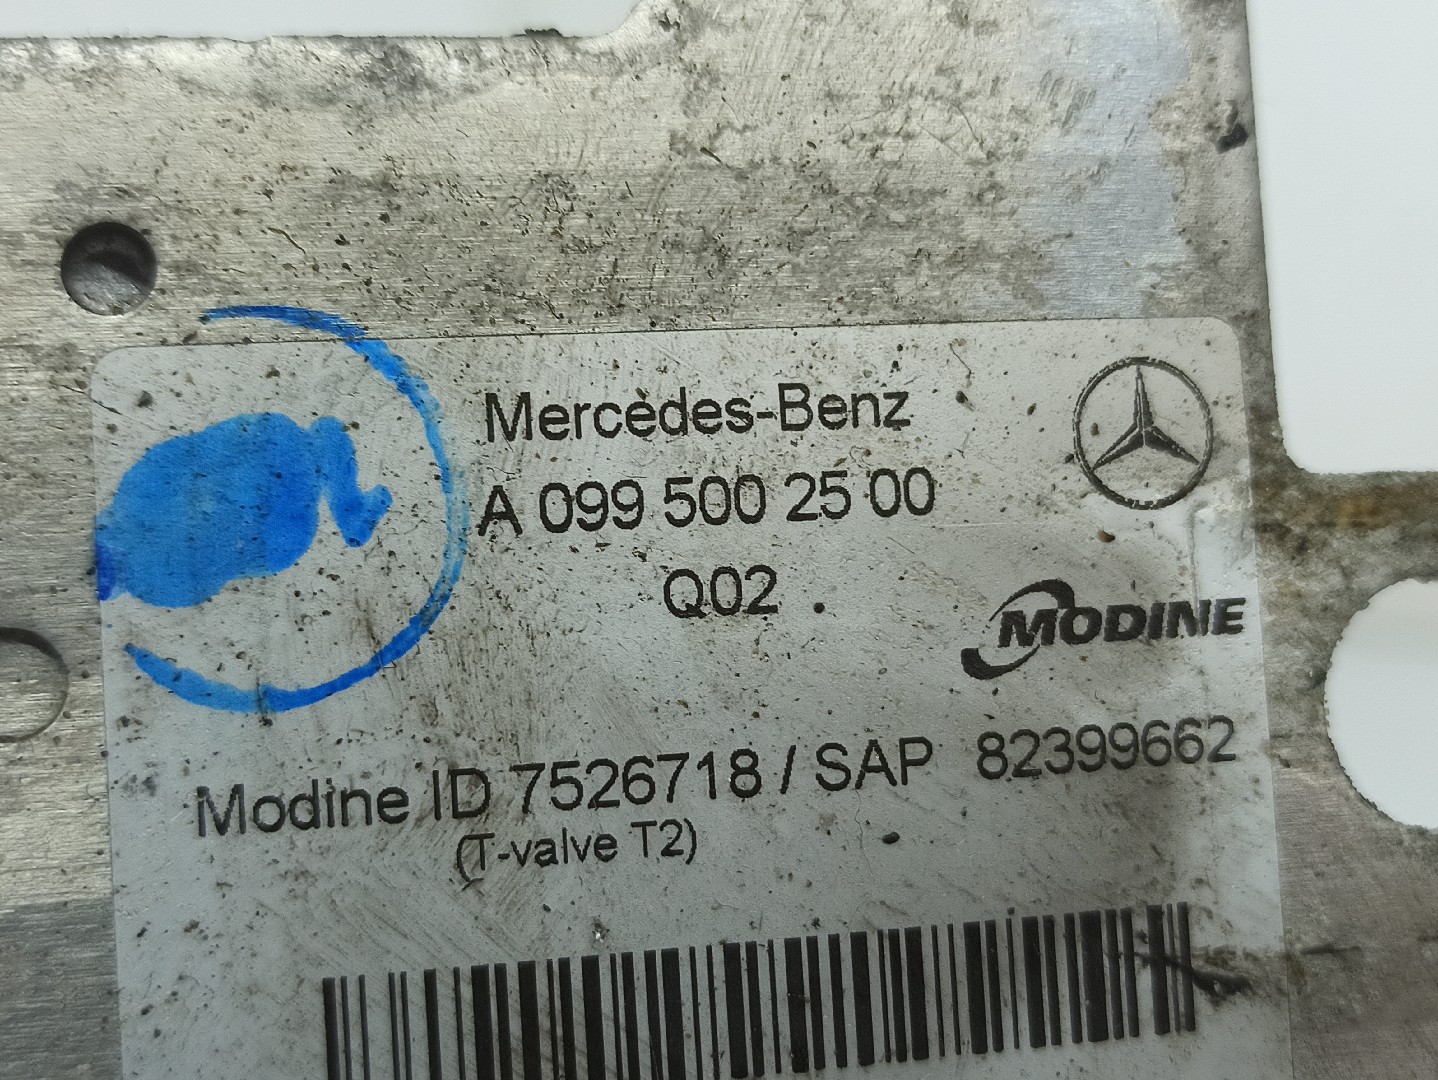 Mercedes-Benz
A 099 500 25 00
Q02
MODINE
Modine ID 7526718 / SAP 82399662
(T-valve T2)